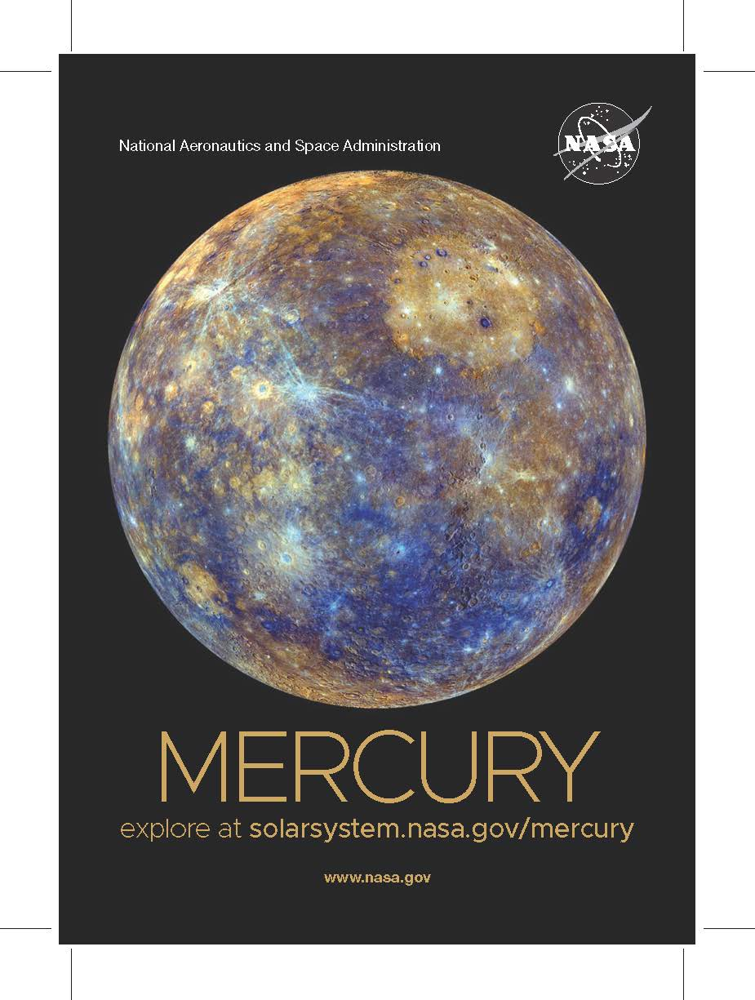 National Aeronautics and Space Administration
NASA
MERCURY
explore at solarsystem.nasa.gov/mercury
www.nasa.gov